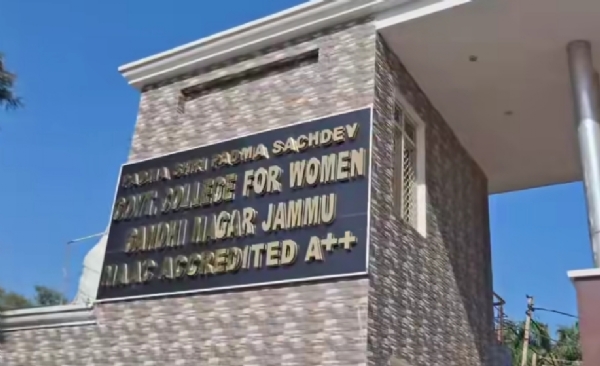 PADMA SHRI PADMA SACHDEV
GOVT. COLLEGE FOR WOMEN
GANDHI NAGAR JAMMU
NAAC ACCREDITED A++